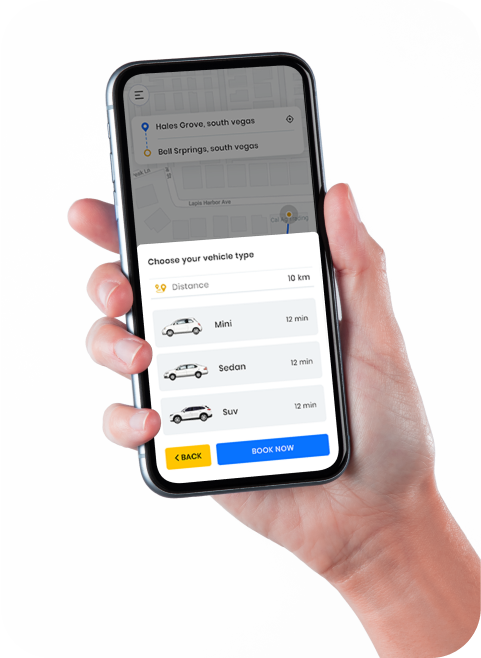 Hales Grove, south vegas
Bell Srprings, south vegas
Lapis Harbor Ave
Choose your vehicle type
Distance 10 km
Mini 12 min
Sedan 12 min
Suv 12 min
BACK BOOK NOW